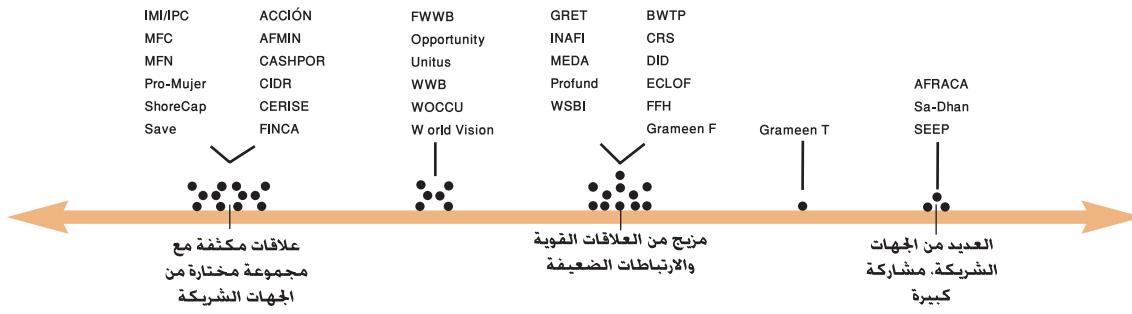 IMI/IPC
MFC
MFN
Pro-Mujer
ShoreCap
Save
ACCIÓN
AFMIN
CASHPOR
CIDR
CERISE
FINCA
FWWB
Opportunity
Unitus
WWB
WOCCU
W orld Vision
GRET
INAFI
MEDA
Profund
WSBI
BWTP
CRS
DID
ECLOF
FFH
Grameen F
Grameen T
AFRACA
Sa-Dhan
SEEP
علاقات مكثفة مع
مجموعة مختارة من
الجهات الشريكة
مزيج من العلاقات القوية
والارتباطات الضعيفة
العديد من الجهات
الشريكة، مشاركة
كبيرة